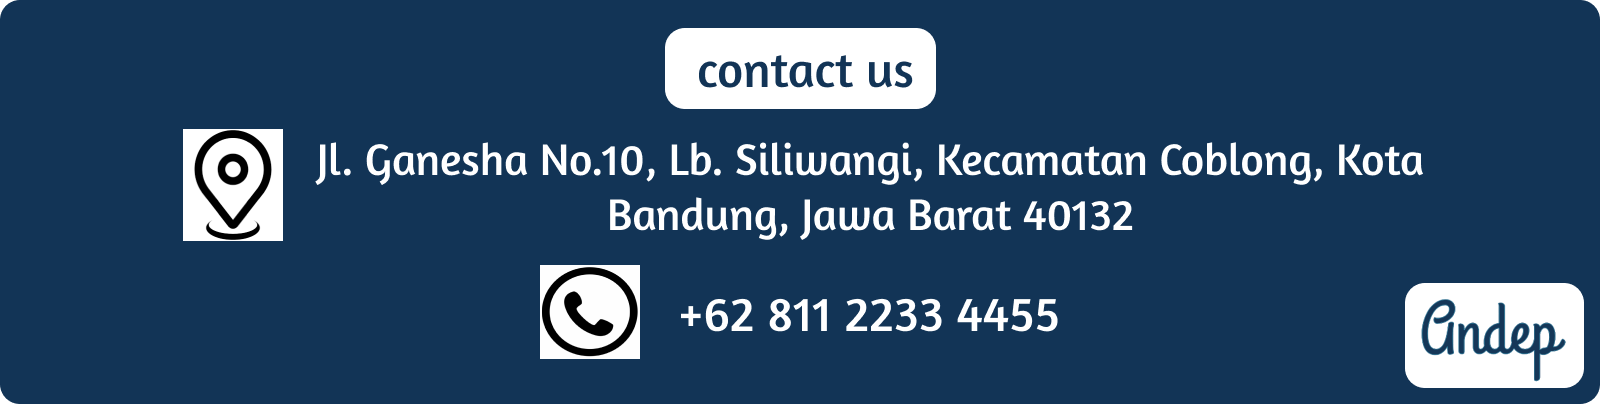 contact us
Jl. Ganesha No.10, Lb. Siliwangi, Kecamatan Coblong, Kota
Bandung, Jawa Barat 40132
+62 811 2233 4455
andep